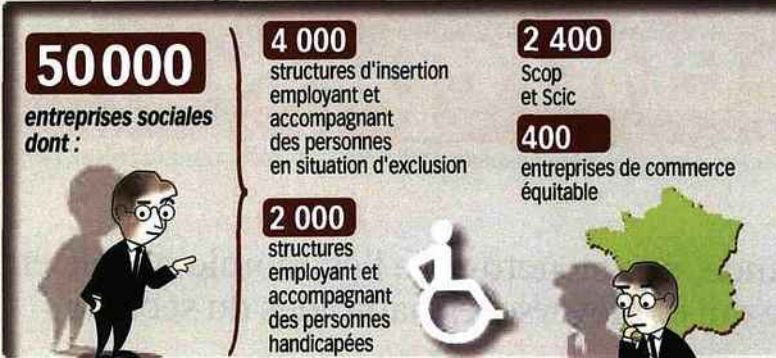 50 000
entreprises sociales
dont :
4 000
structures d'insertion
employant et
accompagnant
des personnes
en situation d'exclusion
2 000
structures
employant et
accompagnant
des personnes
handicapées
2 400
Scop
et Scic
400
entreprises de commerce
équitable